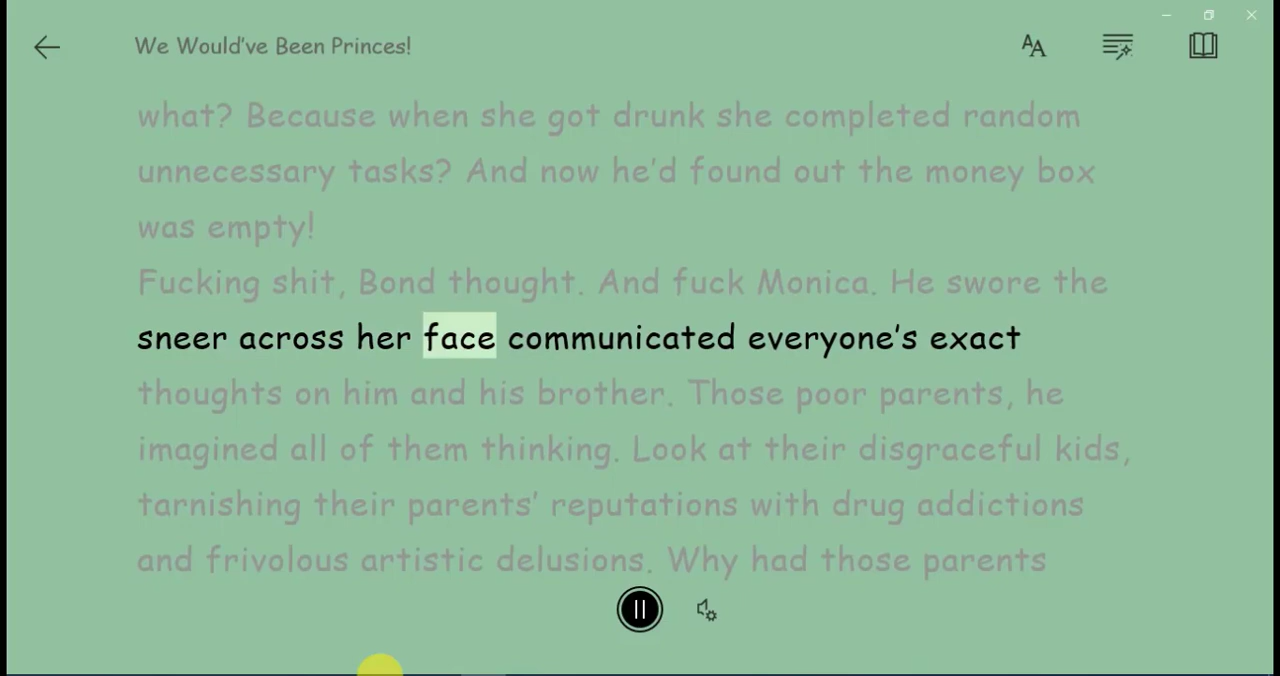 We Would've Been Princes!
AA
what? Because when she got drunk she completed random
unnecessary tasks? And now he'd found out the money box
was empty!
Fucking shit, Bond thought. And fuck Monica. He swore the
sneer across her face communicated everyone's exact
thoughts on him and his brother. Those poor parents, he
imagined all of them thinking. Look at their disgraceful kids,
tarnishing their parents' reputations with drug addictions
and frivolous artistic delusions. Why had those parents